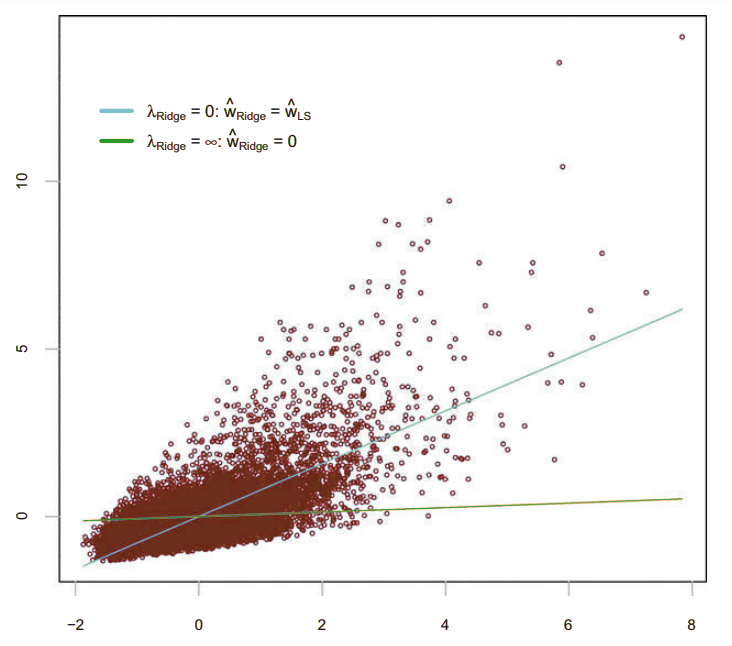 λRidge = 0: ŵRidge = ŵLS
λRidge = ∞: ŵRidge = 0
10
5
0
−2 0 2 4 6 8